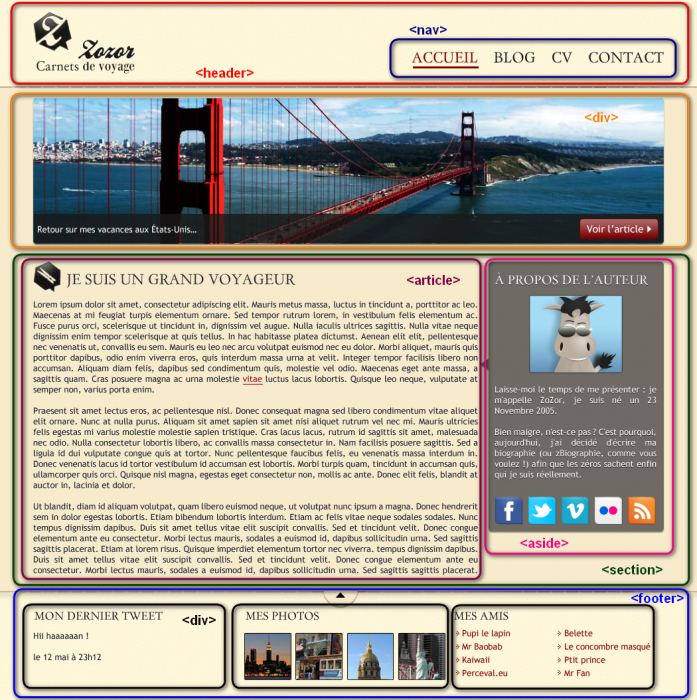 Zozor
Carnets de voyage
<header>
<nav>
ACCUEIL BLOG CV CONTACT
<div>
Retour sur mes vacances aux États-Unis...
Voir l'article
JE SUIS UN GRAND VOYAGEUR
<article>
Lorem ipsum dolor sit amet, consectetur adipiscing elit. Mauris metus massa, luctus in tincidunt a, porttitor ac leo.
Maecenas at mi feugiat turpis elementum ornare. Sed tempor rutrum lorem, in vestibulum felis elementum ac.
Fusce purus orci, scelerisque ut tincidunt in, dignissim vel augue. Nulla iaculis ultrices sagittis. Nulla vitae neque
dignissim enim tempor scelerisque at quis tellus. In hac habitasse platea dictumst. Aenean elit elit, pellentesque
nec venenatis ut, convallis eu sem. Mauris eu leo nec arcu volutpat euismod nec eu dolor. Morbi aliquet, mauris quis
porttitor dapibus, odio enim viverra eros, quis interdum massa urna at velit. Integer tempor facilisis libero non
accumsan. Aliquam diam felis, dapibus sed condimentum quis, molestie vel odio. Maecenas eget ante massa, a
sagittis quam. Cras posuere magna ac urna molestie vitae luctus lacus lobortis. Quisque leo neque, vulputate at
semper non, varius porta enim.
Praesent sit amet lectus eros, ac pellentesque nisl. Donec consequat magna sed libero condimentum vitae aliquet
elit ornare. Nunc at nulla purus. Aliquam sit amet sapien sit amet nisi aliquet rutrum vel nec mi. Mauris ultricies
felis egestas mi varius molestie molestie sapien tristique. Cras lacus lacus, rutrum id sagittis sit amet, malesuada
nec odio. Nulla consectetur lobortis libero, ac convallis massa consectetur in. Nam facilisis posuere sagittis. Sed a
ligula id dui vulputate congue quis at tortor. Nunc pellentesque faucibus felis, eu venenatis massa interdum in.
Donec venenatis lacus id tortor vestibulum id accumsan est lobortis. Morbi turpis quam, tincidunt in accumsan quis,
ullamcorper quis orci. Quisque nisl magna, egestas eget consectetur non, mollis ac ante. Donec elit felis, blandit at
auctor in, lacinia et dolor.
Ut blandit, diam id aliquam volutpat, quam libero euismod neque, ut volutpat nunc ipsum a magna. Donec hendrerit
sem in dolor egestas lobortis. Etiam bibendum lobortis interdum. Etiam ac felis vitae neque sodales sodales. Nunc
tempus dignissim dapibus. Duis sit amet tellus vitae elit suscipit convallis. Sed et tincidunt velit. Donec congue
elementum ante eu consectetur. Morbi lectus mauris, sodales a euismod id, dapibus sollicitudin urna. Sed sagittis
sagittis placerat. Etiam at lorem risus. Quisque imperdiet elementum tortor nec viverra. tempus dignissim dapibus.
Duis sit amet tellus vitae elit suscipit convallis. Sed et tincidunt velit. Donec congue elementum ante eu
consectetur. Morbi lectus mauris, sodales a euismod id, dapibus sollicitudin urna. Sed sagittis sagittis placerat.
À PROPOS DE L'AUTEUR
Laisse-moi le temps de me présenter : je
m'appelle ZoZor, je suis né un 23
Novembre 2005.
Bien maigre, n'est-ce pas ? C'est pourquoi,
aujourd'hui, j'ai décidé d'écrire ma
biographie (ou zBiographie, comme vous
voulez !) afin que les zéros sachent enfin
qui je suis réellement.
<aside>
<section>
<footer>
MON DERNIER TWEET
<div>
Hii haaaaaan !
le 12 mai à 23h12
MES PHOTOS
MES AMIS
Pupi le lapin
Mr Baobab
Kaiwaii
Perceval.eu
Belette
Le concombre masqué
Ptit prince
Mr Fan